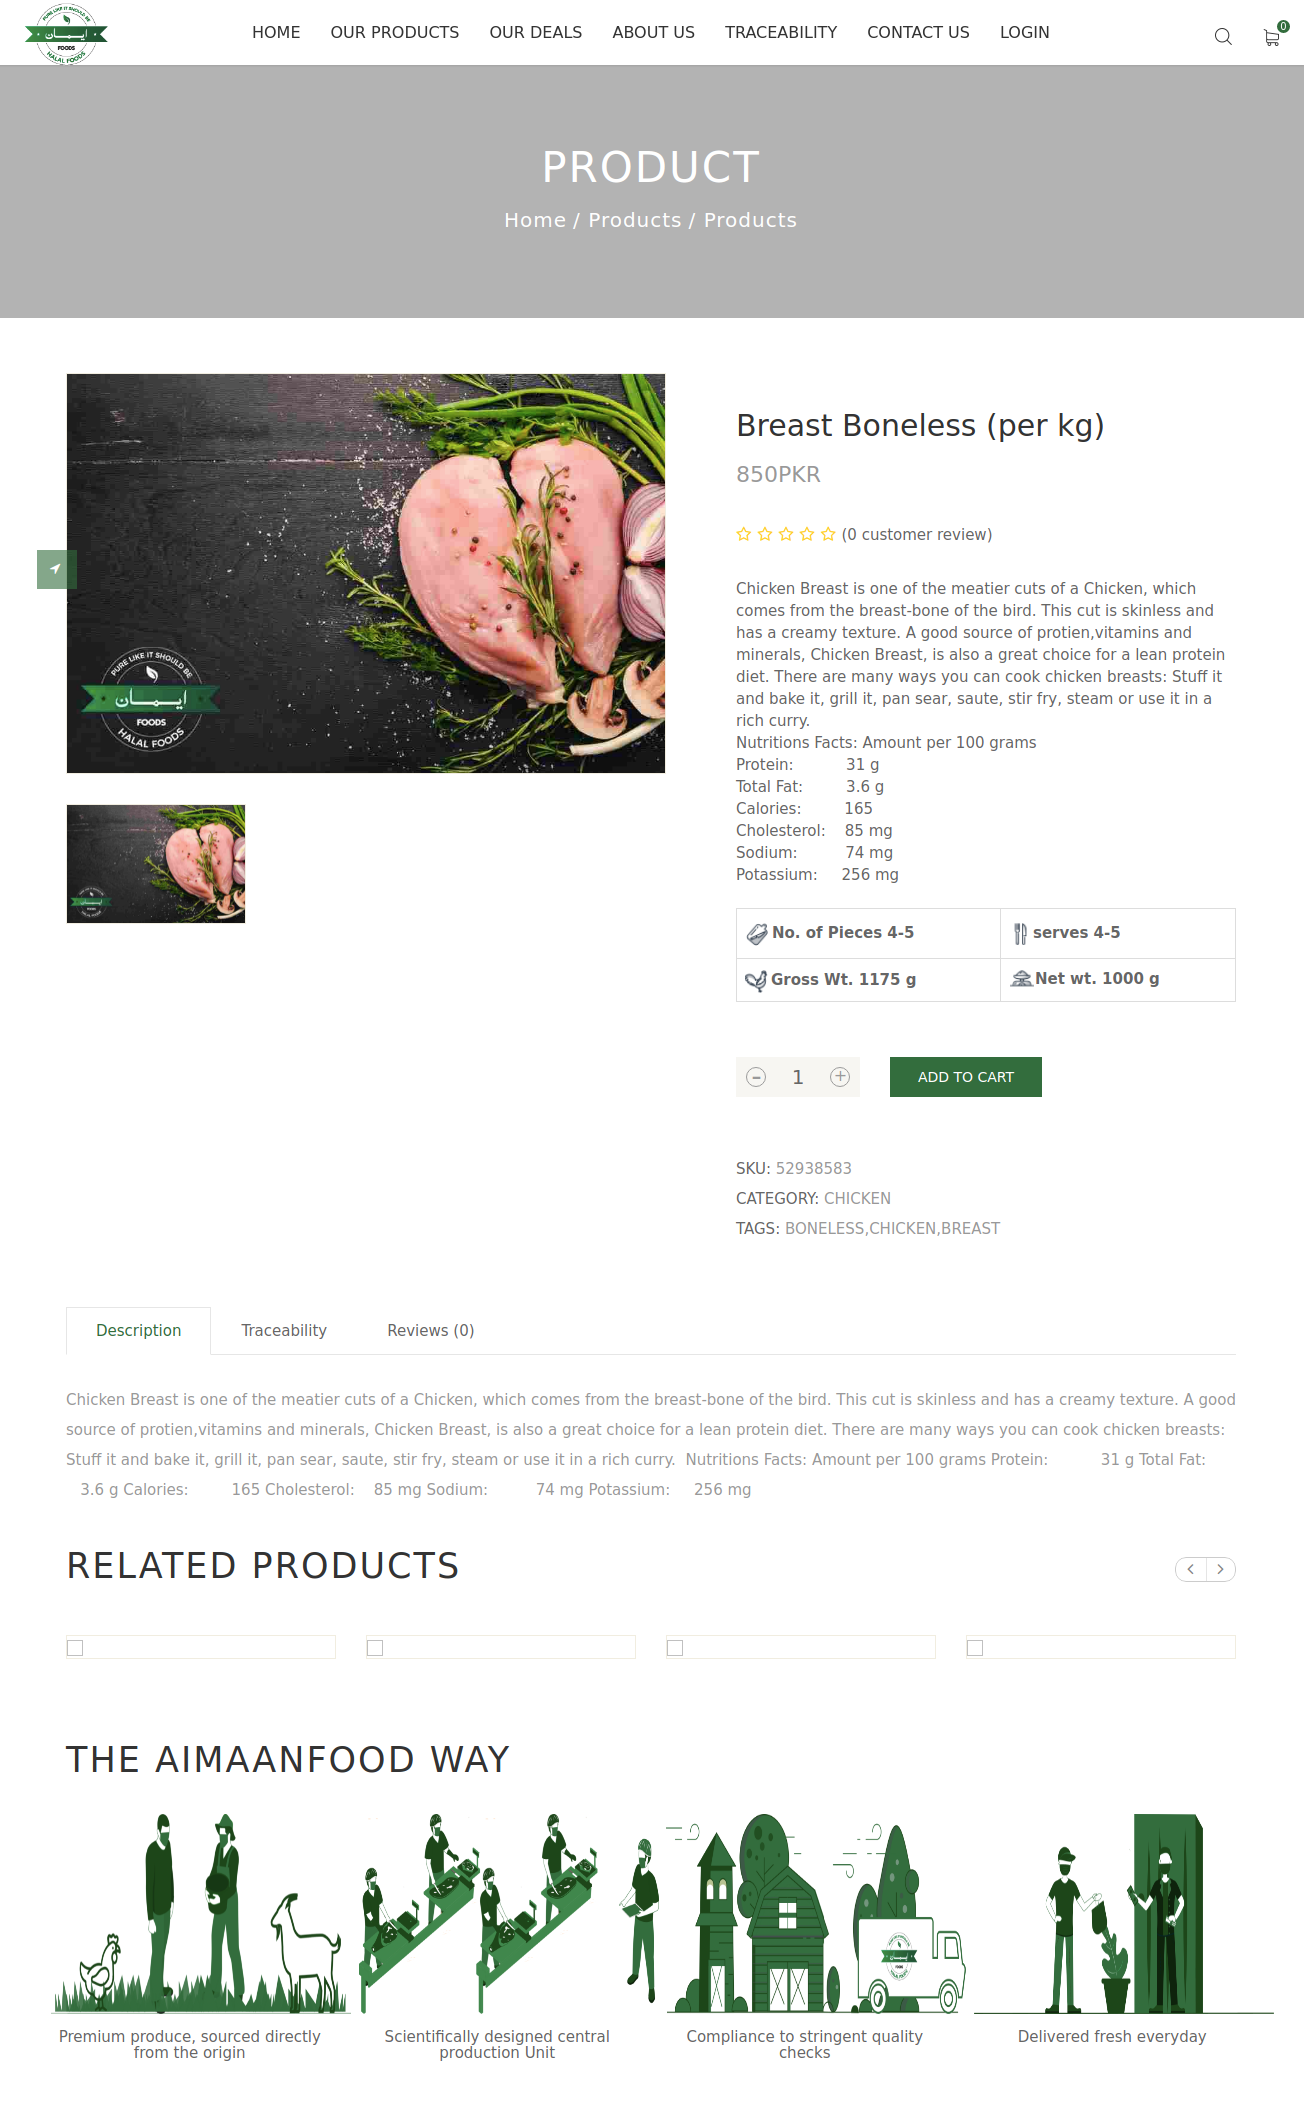 PURE LIKE IT SHOULD BE
ایمان
FOODS
HALAL FOODS
HOME
OUR PRODUCTS
OUR DEALS
ABOUT US
TRACEABILITY
CONTACT US
LOGIN
0
PRODUCT
Home / Products / Products
PURE LIKE IT SHOULD BE
ایمان
FOODS
HALAL FOODS
Breast Boneless (per kg)
850PKR
(0 customer review)
Chicken Breast is one of the meatier cuts of a Chicken, which
comes from the breast-bone of the bird. This cut is skinless and
has a creamy texture. A good source of protien,vitamins and
minerals, Chicken Breast, is also a great choice for a lean protein
diet. There are many ways you can cook chicken breasts: Stuff it
and bake it, grill it, pan sear, saute, stir fry, steam or use it in a
rich curry.
Nutritions Facts: Amount per 100 grams
Protein: 31 g
Total Fat: 3.6 g
Calories: 165
Cholesterol: 85 mg
Sodium: 74 mg
Potassium: 256 mg
No. of Pieces 4-5
serves 4-5
Gross Wt. 1175 g
Net wt. 1000 g
- 1 +
ADD TO CART
SKU: 52938583
CATEGORY: CHICKEN
TAGS: BONELESS,CHICKEN,BREAST
Description
Traceability
Reviews (0)
Chicken Breast is one of the meatier cuts of a Chicken, which comes from the breast-bone of the bird. This cut is skinless and has a creamy texture. A good
source of protien,vitamins and minerals, Chicken Breast, is also a great choice for a lean protein diet. There are many ways you can cook chicken breasts:
Stuff it and bake it, grill it, pan sear, saute, stir fry, steam or use it in a rich curry. Nutritions Facts: Amount per 100 grams Protein: 31 g Total Fat:
3.6 g Calories: 165 Cholesterol: 85 mg Sodium: 74 mg Potassium: 256 mg
RELATED PRODUCTS
THE AIMAANFOOD WAY
Premium produce, sourced directly
from the origin
Scientifically designed central
production Unit
Compliance to stringent quality
checks
Delivered fresh everyday